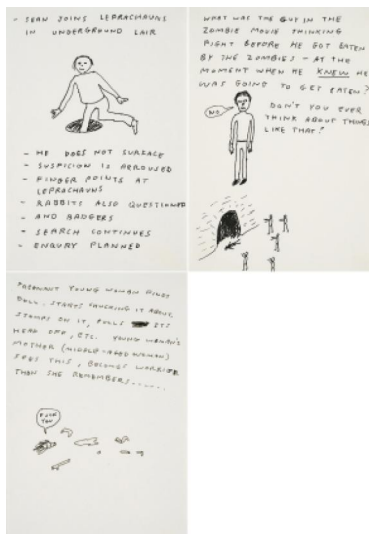 - SEAN JOINS LEPRACHAUNS
IN UNDERGROUND LAIR
- HE DOES NOT SURFACE
- SUSPICION IS AROUSED
- FINGER POINTS AT
LEPRACHAUNS
- RABBITS ALSO QUESTIONED
- AND BADGERS
- SEARCH CONTINUES
- ENQURY PLANNED
WHAT WAS THE GUY IN THE
ZOMBIE MOVIE THINKING
RIGHT BEFORE HE GOT EATEN
BY THE ZOMBIES - AT THE
MOMENT WHEN HE KNEW HE
WAS GOING TO GET EATEN?
NO
DON'T YOU EVER
THINK ABOUT THINGS
LIKE THAT?
PREGNANT YOUNG WOMAN FINDS
DOLL. STARTS CHUCKING IT ABOUT,
STAMPS ON IT, PULLS ITS
HEAD OFF, ETC. YOUNG WOMAN'S
MOTHER (MIDDLE-AGED WOMAN)
SEES THIS, BECOMES
THAN SHE REMEMBERS......
FUCK
YOU